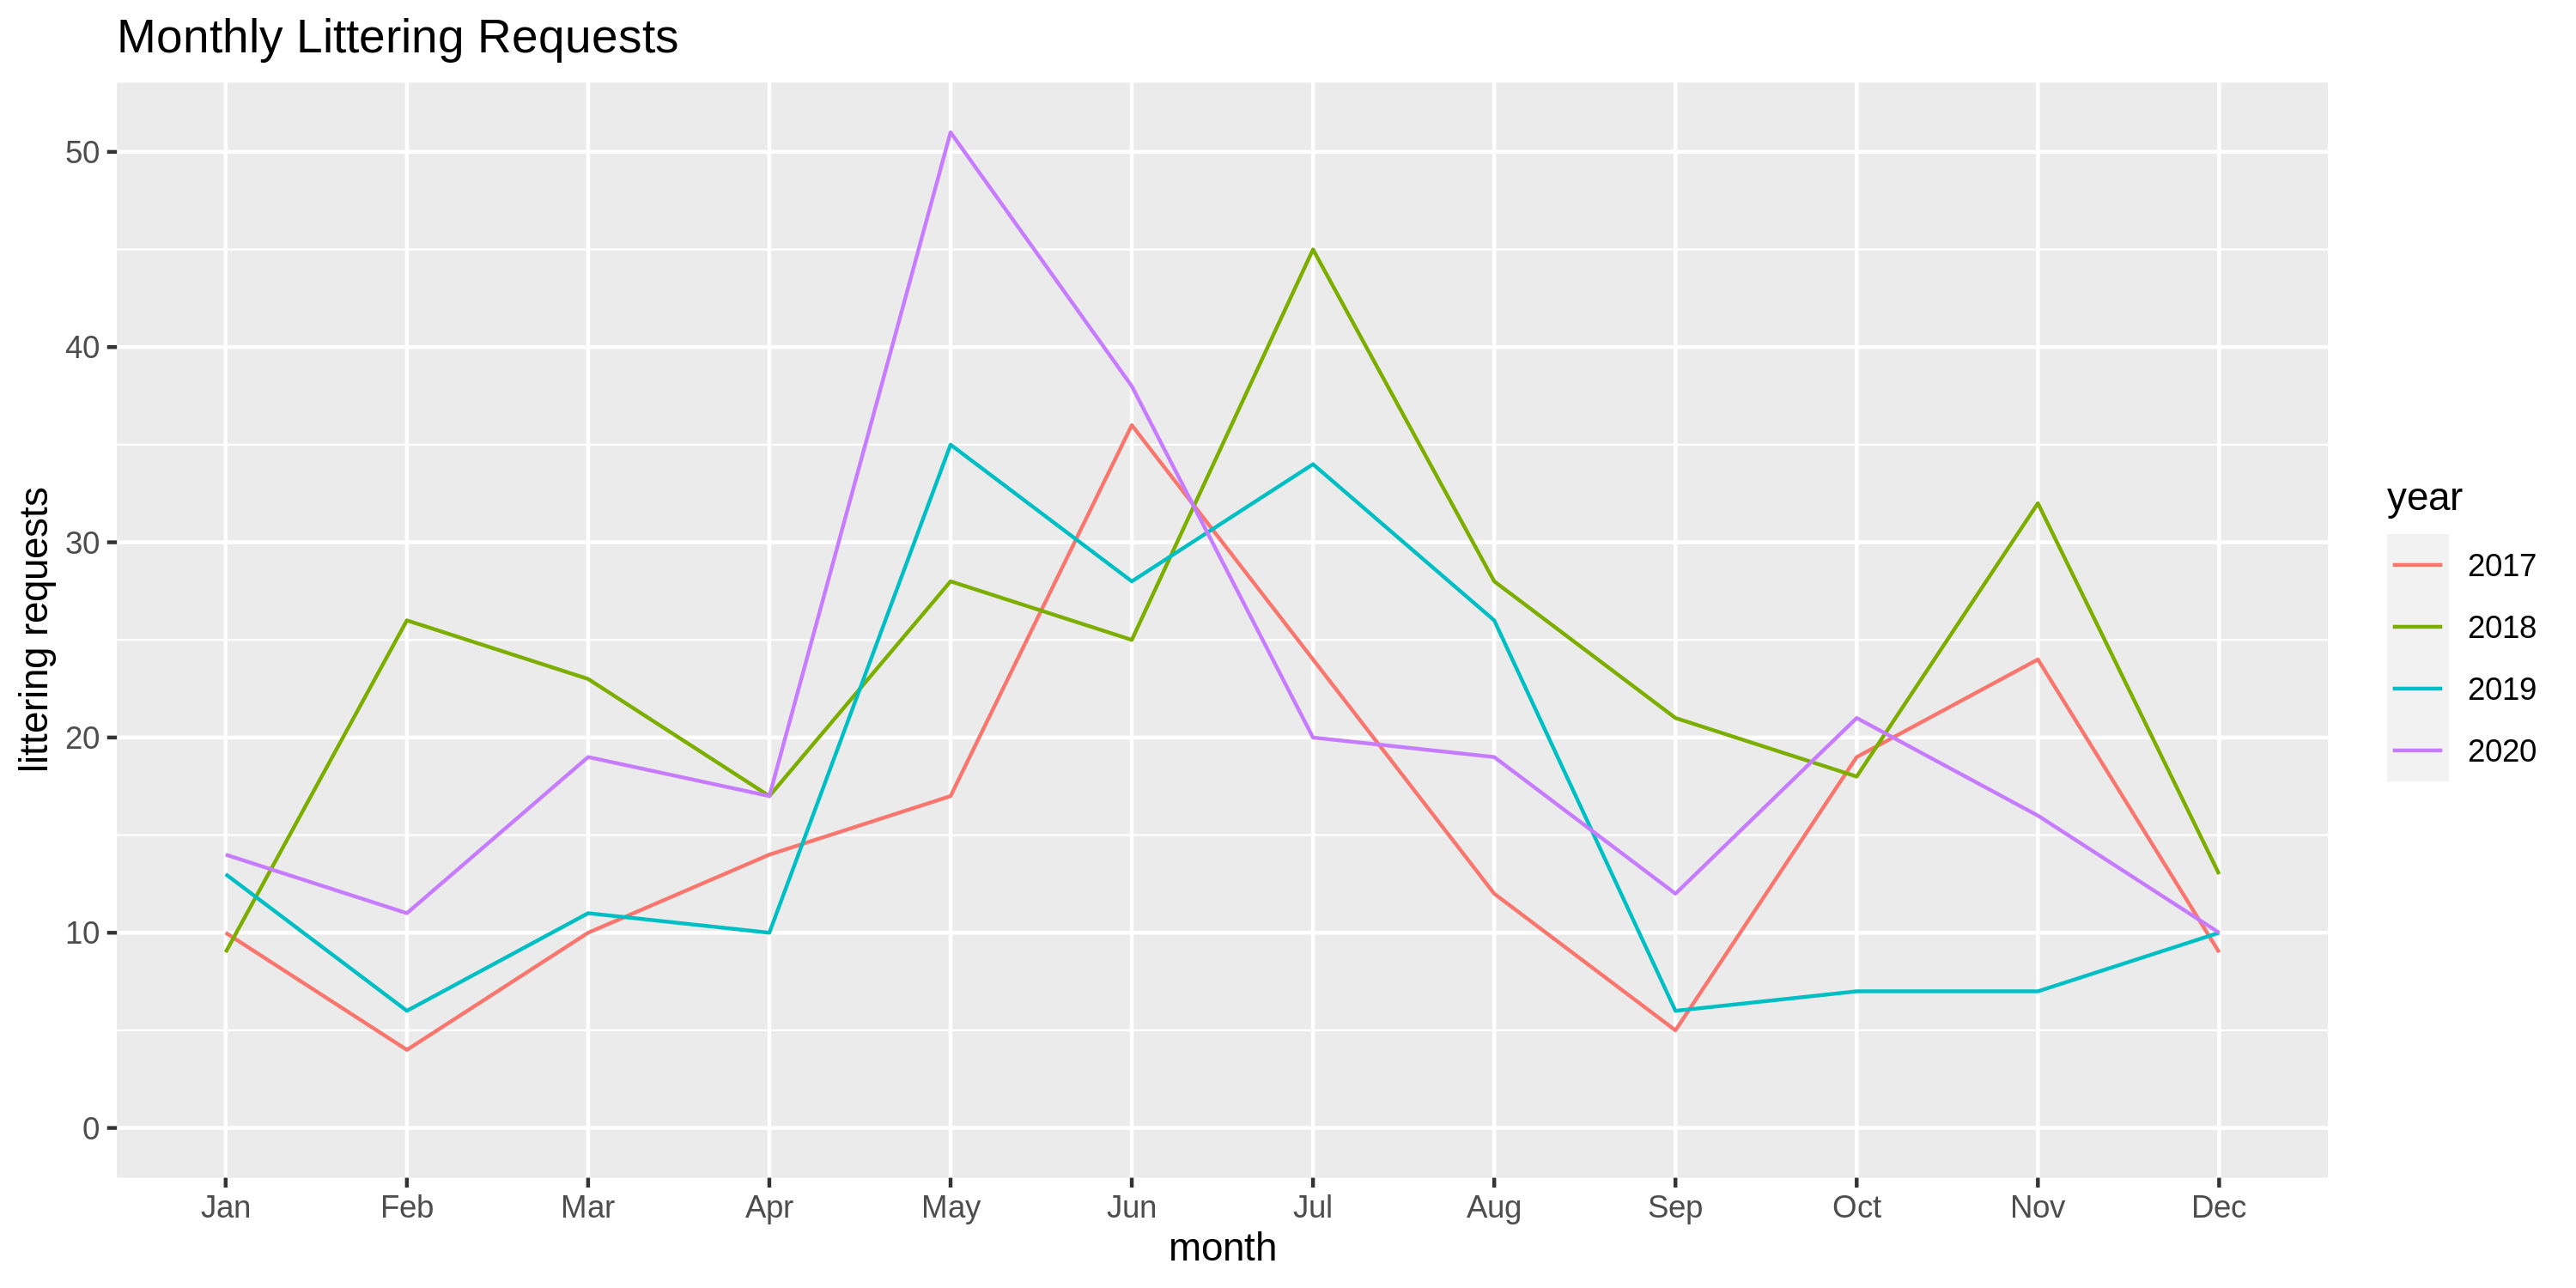 Monthly Littering Requests
littering requests
50
40
30
20
10
0
Jan Feb Mar Apr May Jun Jul Aug Sep Oct Nov Dec
month
year
2017
2018
2019
2020